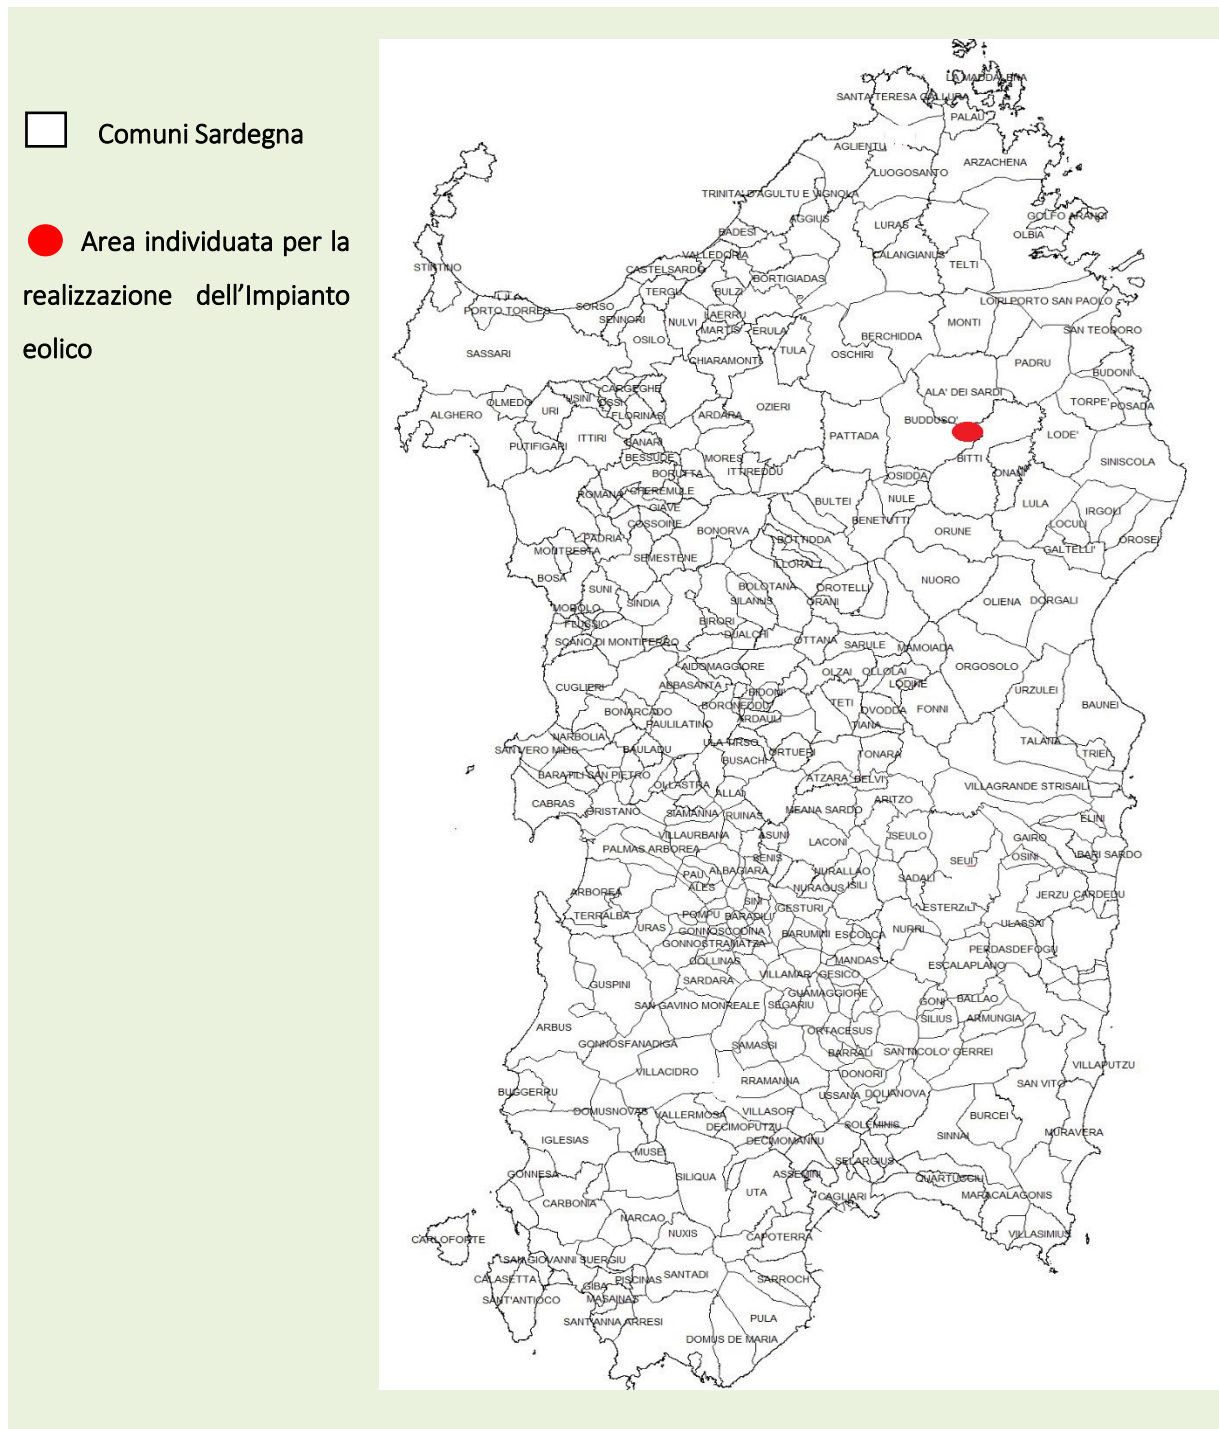 Comuni Sardegna
Area individuata per la
realizzazione dell'Impianto
eolico
LA MADDALENA
SANTA TERESA GALLURA
PALAU
AGLIENTU
ARZACHENA
LUOGOSANTO
TRINITA' D'AGULTU E VIGNOLA
AGGIUS
GOLFO ARANCI
LURAS
BADESI
OLBIA
VALLEDORIA
CALANGIANUS
TELTI
STINTINO
CASTELSARDO
BORTIGIADAS
TERGU
BULZI
LOIRI PORTO SAN PAOLO
PORTO TORRES
SORSO
SENNORI
NULVI
LAERRU
MARTIS
ERULA
MONTI
SAN TEODORO
OSILO
BERCHIDDA
SASSARI
CHIARAMONTI
TULA
OSCHIRI
PADRU
BUDONI
CARGEGHE
ALA' DEI SARDI
OLMEDO
USINI
OSSI
TORPE'
POSADA
ALGHERO
URI
FLORINAS
ARDARA
OZIERI
BUDDUSO'
PUTIFIGARI
ITTIRI
BANARI
PATTADA
LODE'
BESSUDE
MORES
BITTI
SINISCOLA
BORUTTA
ITTIREDDU
OSIDDA
ONANI'
ROMANA
CHEREMULE
BULTEI
NULE
LULA
GIAVE
IRGOLI
COSSOINE
BONORVA
BENETUTTI
ORUNE
LOCULI
PADRIA
BOTTIDDA
OROSEI
MONTRESTA
SEMESTENE
ILLORAI
GALTELLI'
BOSA
SUNI
BOLOTANA
OROTELLI
NUORO
SINDIA
SILANUS
ORANI
OLIENA
DORGALI
MODOLO
FLUSSIO
BIRORI
DUALCHI
SCANO DI MONTIFERRO
OTTANA
SARULE
MAMOIADA
AIDOMAGGIORE
OLZAI
OLLOLAI
ORGOSOLO
CUGLIERI
ABBASANTA
BIDONI'
LODINE
URZULEI
BONARCADO
BORONEDDU
TETI
OVODDA
FONNI
BAUNEI
PAULILATINO
ARDAULI
TIANA
NARBOLIA
ULA TIRSO
TALANA
SAN VERO MILIS
BAULADU
BUSACHI
ORTUERI
TONARA
TRIEI
BARATILI SAN PIETRO
OLLASTRA
ATZARA
BELVI'
VILLAGRANDE STRISAILI
ALLAI
CABRAS
ORISTANO
SIAMANNA
RUINAS
MEANA SARDO
ARITZO
ELINI
VILLAURBANA
ASUNI
LACONI
SEULO
GAIRO
PALMAS ARBOREA
SENIS
SEUI
OSINI
BARI SARDO
PAU
ALBAGIARA
NURALLAO
SADALI
ARBOREA
ALES
NURAGUS
ISILI
JERZU
CARDEDU
TERRALBA
SINI
GESTURI
ESTERZILI
URAS
POMPU
BARADILI
ULASSAI
GONNOSCODINA
BARUMINI
ESCOLCA
NURRI
GONNOSTRAMATZA
PERDASDEFOGU
COLLINAS
MANDAS
ESCALAPLANO
GUSPINI
SARDARA
VILLAMAR
GESICO
GUAMAGGIORE
SAN GAVINO MONREALE
SEGARIU
GONI
BALLAO
ARBUS
ORTACESUS
SILIUS
ARMUNGIA
GONNOSFANADIGA
SAMASSI
BARRALI
SAN NICOLO' GERREI
VILLACIDRO
RRAMANNA
DONORI
SAN VITO
VILLAPUTZU
BUGGERRU
USSANA
DOLIANOVA
DOMUSNOVAS
VALLERMOSA
VILLASOR
BURCEI
DECIMOPUTZU
SOLEMINIS
IGLESIAS
DECIMOMANNU
SINNAI
MURAVERA
MUSEI
SELARGIUS
GONNESA
SILIQUA
ASSEMINI
QUARTUCCIU
UTA
CAGLIARI
MARACALAGONIS
CARBONIA
NARCAO
NUXIS
CAPOTERRA
VILLASIMIUS
CARLOFORTE
SAN GIOVANNI SUERGIU
CALASETTA
GIBA
PISCINAS
SANTADI
SARROCH
SANT'ANTIOCO
MASAINAS
SANT'ANNA ARRESI
PULA
DOMUS DE MARIA